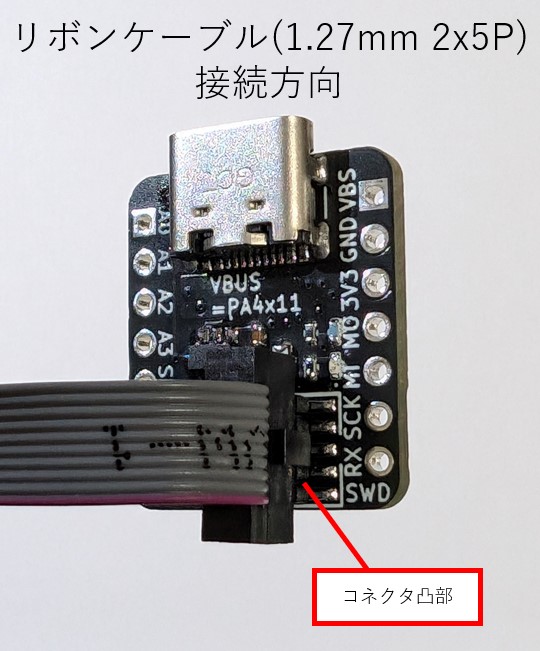 リボンケーブル(1.27mm 2x5P)
接続方向
GC
VBS
GND
3V3
M0
M1
SCK
RX
SWD
A0
A1
A2
A3
S
VBUS
=PA4x11
コネクタ凸部